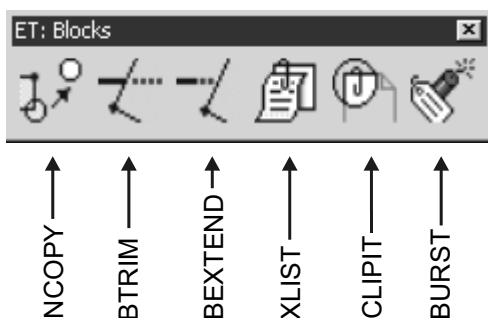 ET: Blocks
NCOPY
BTRIM
BEXTEND
XLIST
CLIPIT
BURST